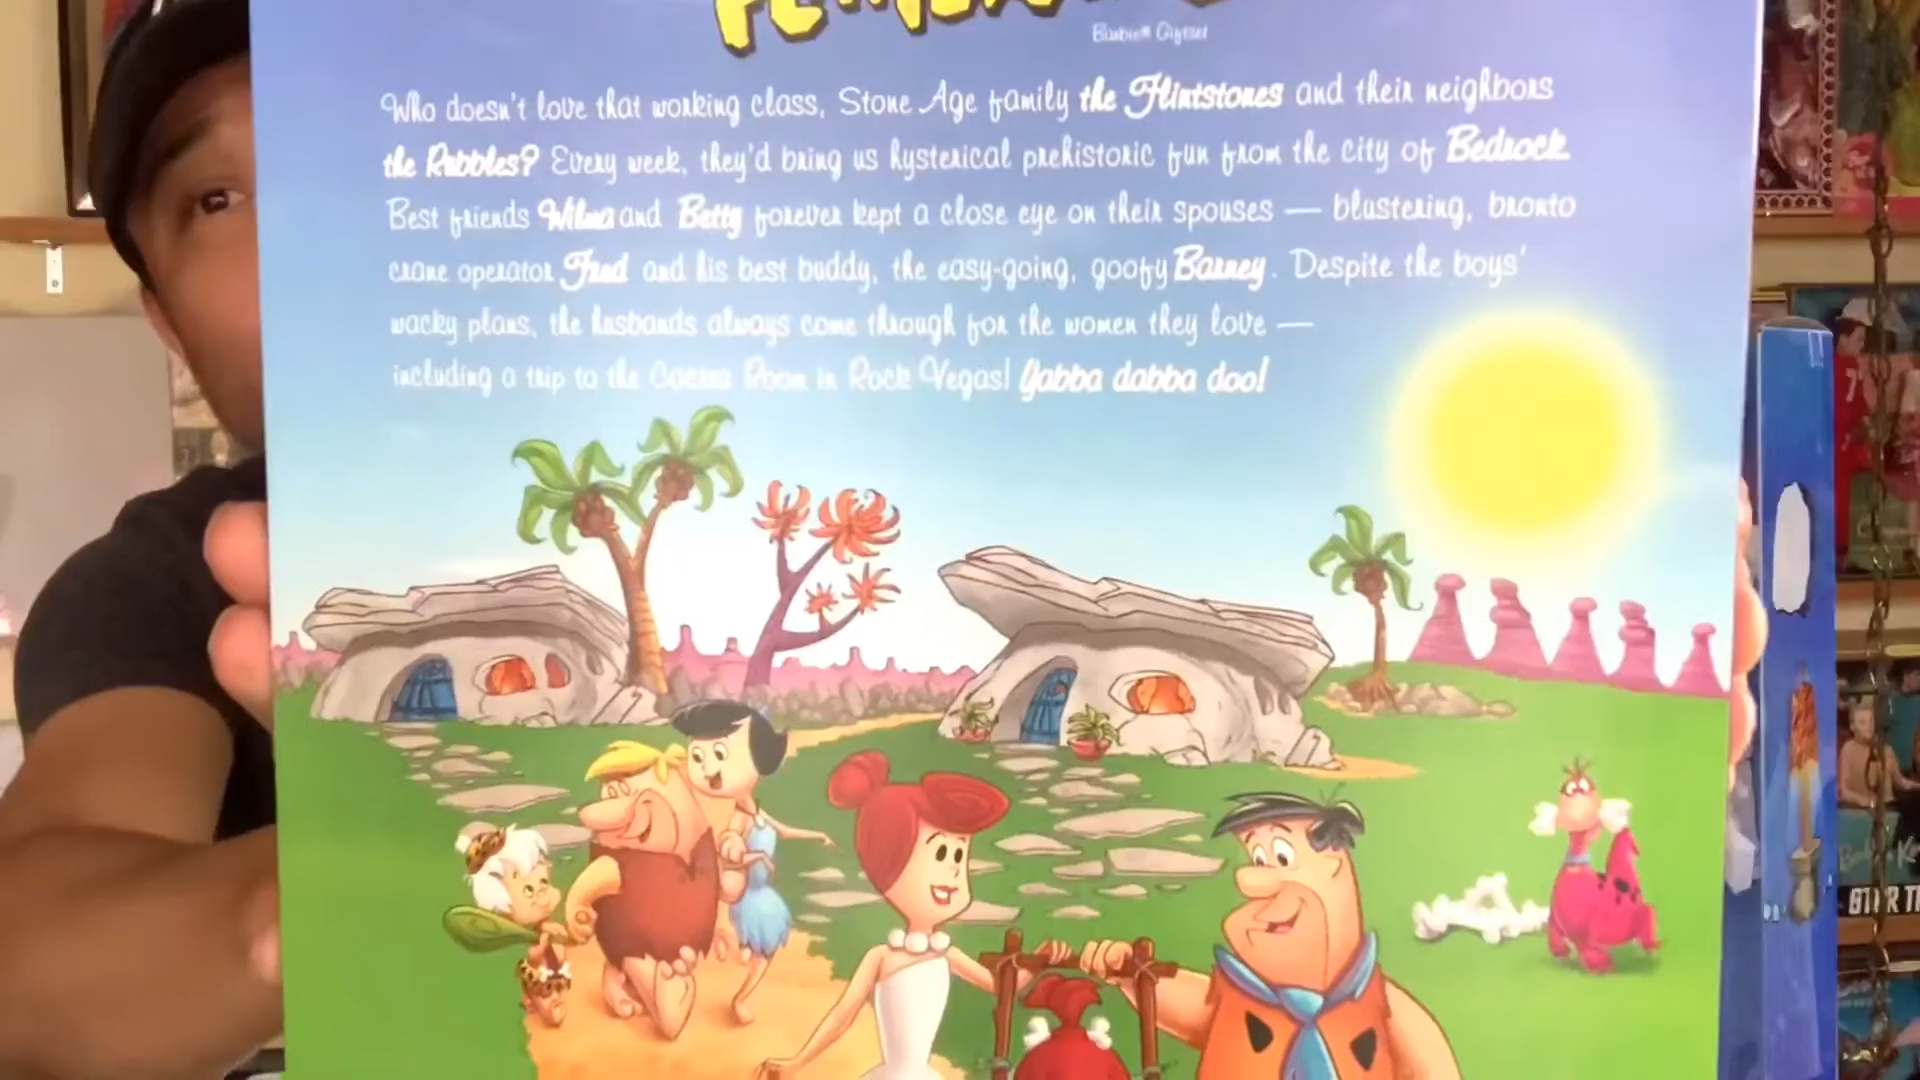 Barbie® Giftset
Who doesn't love that working class, Stone Age family the Flintstones and their neighbors
the Rubbles? Every week, they'd bring us hysterical prehistoric fun from the city of Bedrock.
Best friends Wilma and Betty forever kept a close eye on their spouses — blustering, bronto
crane operator Fred and his best buddy, the easy-going, goofy Barney. Despite the boys'
wacky plans, the husbands always come through for the women they love —
including a trip to the Cactus Room in Rock Vegas! Yabba dabba doo!